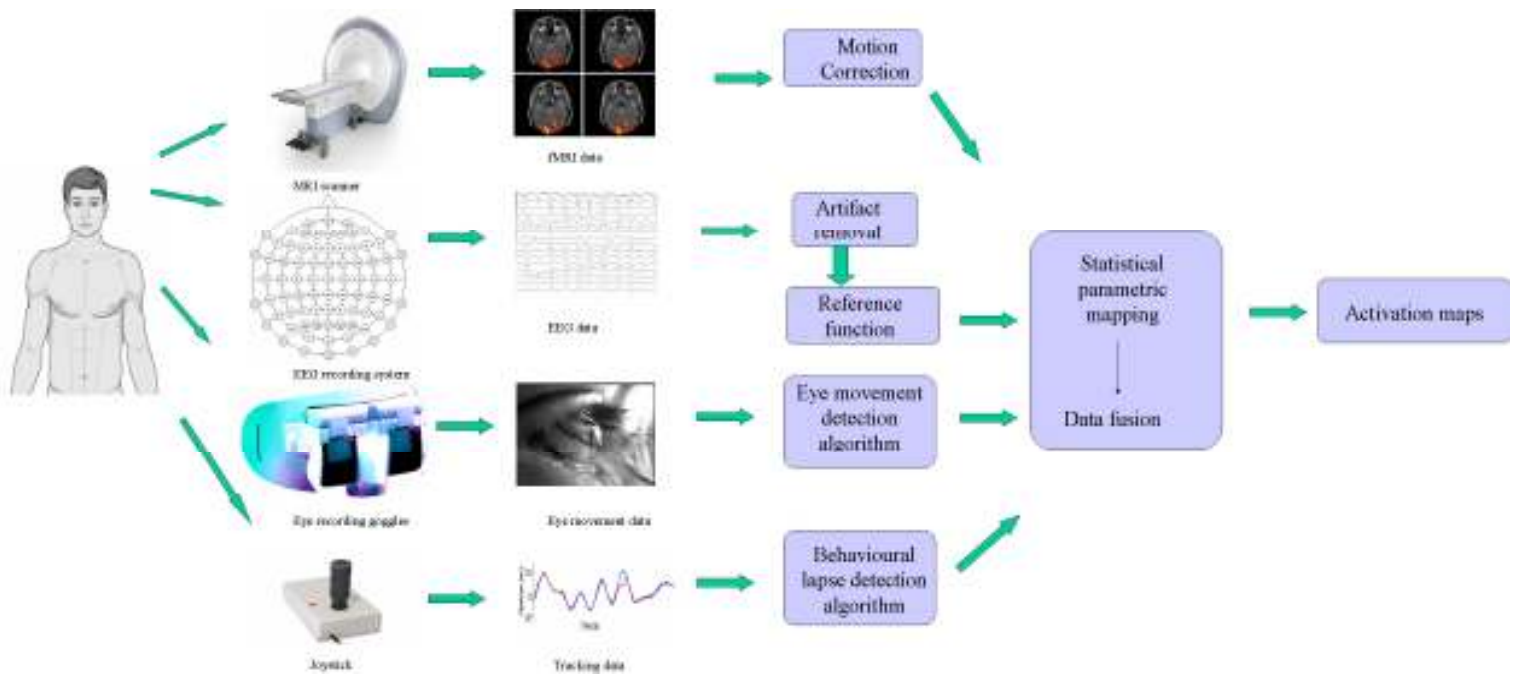 Motion
Correction
fMRI data
MRI scanner
Artifact
removal
Reference
function
EEG data
EEG recording system
Statistical
parametric
mapping
Data fusion
Activation maps
Eye movement
detection
algorithm
Eye recording goggles
Eye movement data
Behavioural
lapse detection
algorithm
Joystick
Tracking data